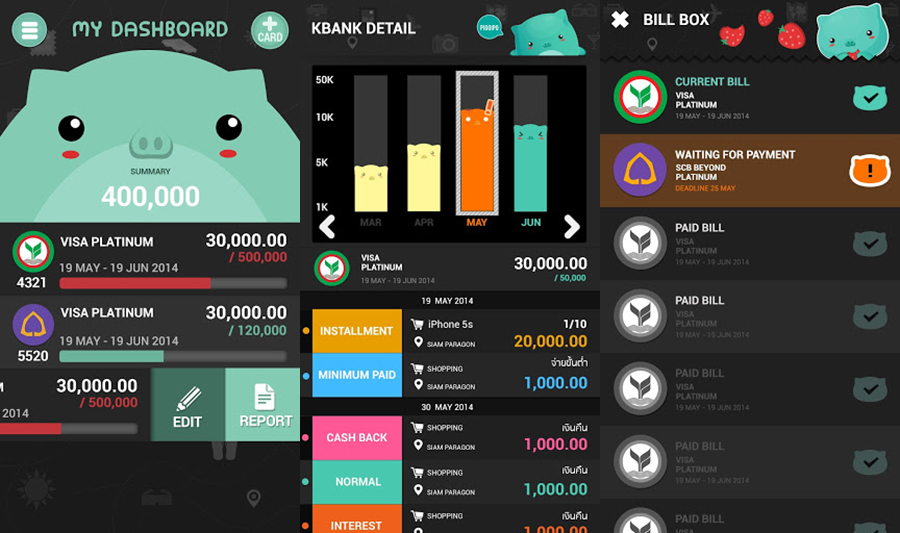 MY DASHBOARD
+
CARD
SUMMARY
400,000
VISA PLATINUM
30,000.00
/ 500,000
19 MAY - 19 JUN 2014
4321
VISA PLATINUM
30,000.00
/ 120,000
19 MAY - 19 JUN 2014
5520
30,000.00
/ 500,000
2014
EDIT
REPORT
KBANK DETAIL
PIGGIPO
50K
10K
5K
1K
MAR
APR
MAY
JUN
VISA
PLATINUM
19 MAY - 19 JUN 2014
30,000.00
/ 50,000
19 MAY 2014
INSTALLMENT
iPhone 5s
1/10
SIAM PARAGON
20,000.00
MINIMUM PAID
SHOPPING
จ่ายขั้นต่ำ
SIAM PARAGON
1,000.00
30 MAY 2014
CASH BACK
SHOPPING
เงินคืน
SIAM PARAGON
1,000.00
NORMAL
SHOPPING
เงินคืน
SIAM PARAGON
1,000.00
INTEREST
SHOPPING
เงินคืน
1,000.00
BILL BOX
CURRENT BILL
VISA
PLATINUM
19 MAY - 19 JUN 2014
WAITING FOR PAYMENT
SCB BEYOND
PLATINUM
DEADLINE 25 MAY
!
PAID BILL
VISA
PLATINUM
19 MAY - 19 JUN 2014
PAID BILL
VISA
PLATINUM
19 MAY - 19 JUN 2014
PAID BILL
VISA
PLATINUM
19 MAY - 19 JUN 2014
PAID BILL
VISA
PLATINUM
19 MAY - 19 JUN 2014
PAID BILL
VISA